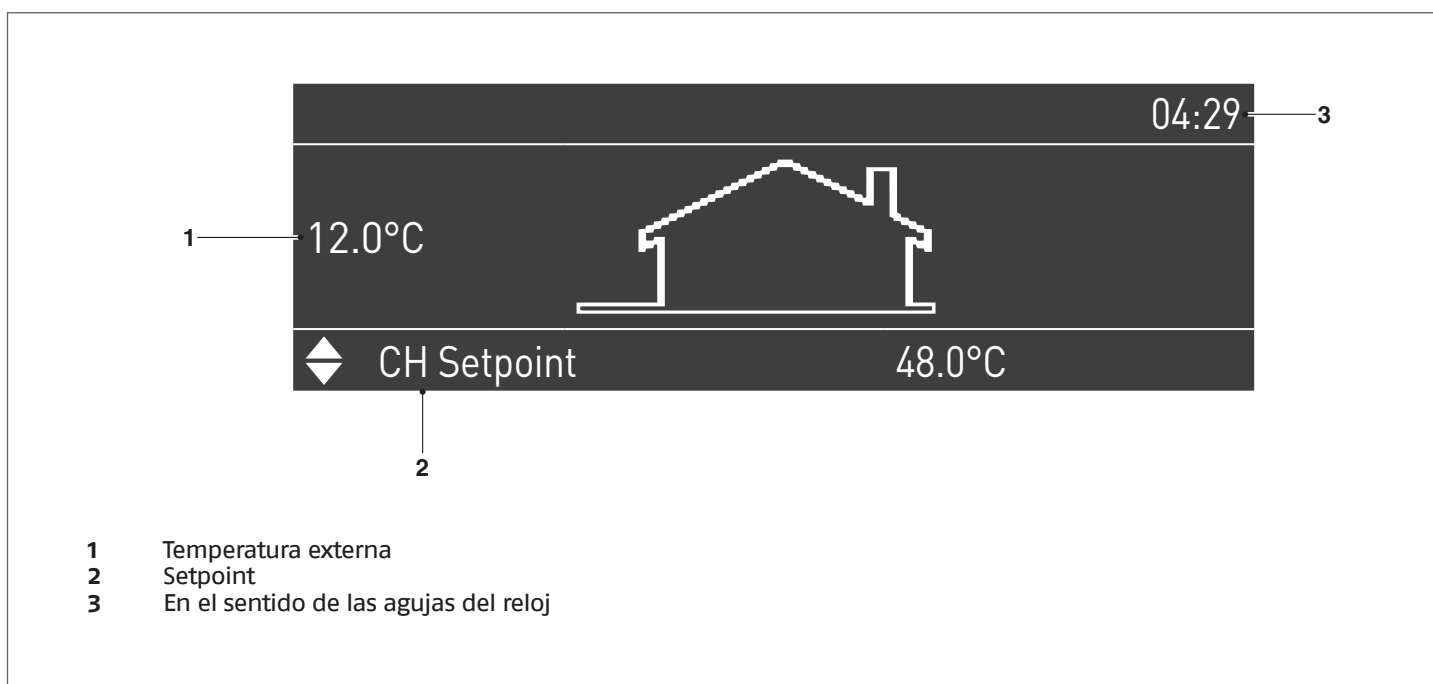 04:29
3
1
12.0°C
CH Setpoint 48.0°C
2
1 Temperatura externa
2 Setpoint
3 En el sentido de las agujas del reloj